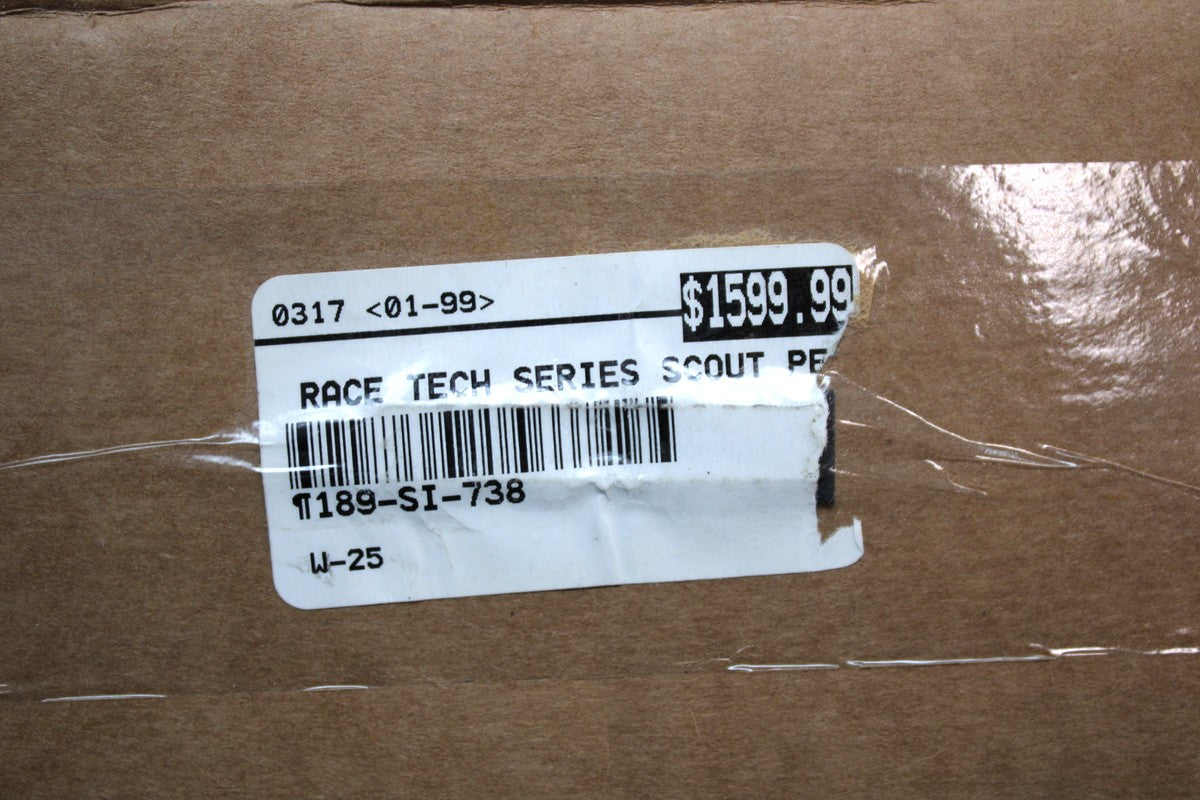 0317 <01-99> $1599.99
RACE TECH SERIES SCOUT
¶189-SI-738
W-25